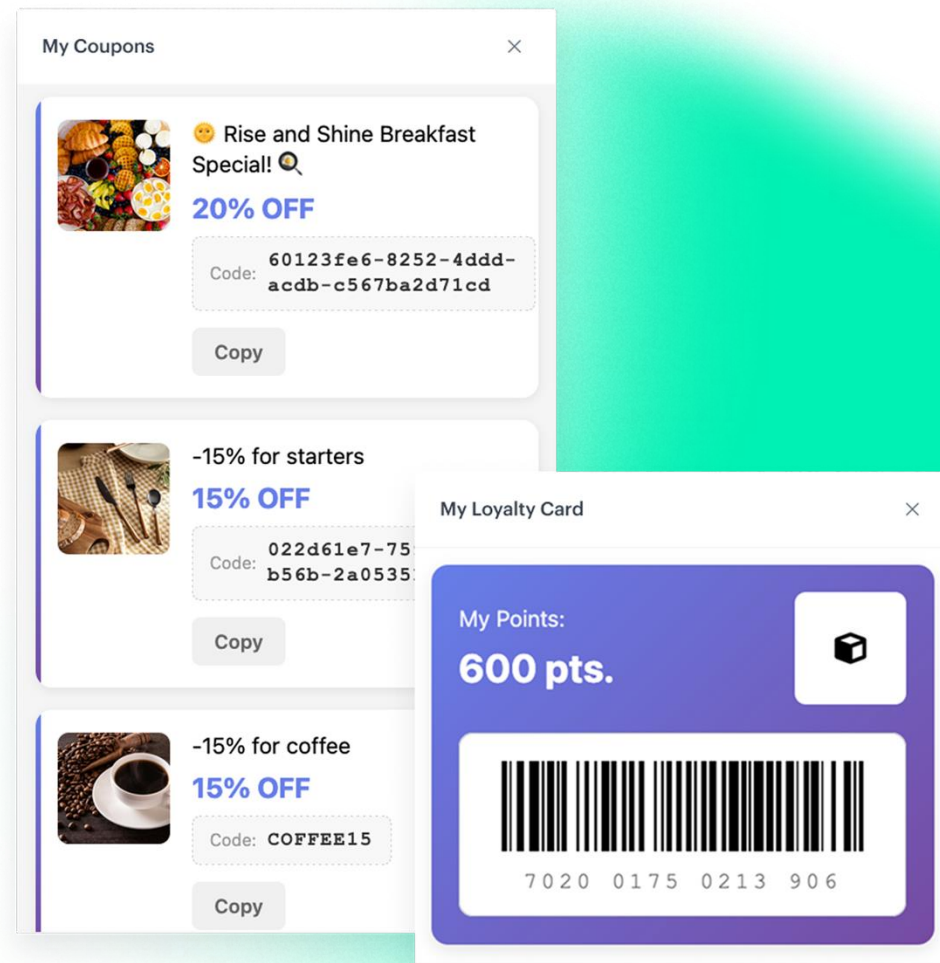 My Coupons
🌞 Rise and Shine Breakfast
Special! 🍳
20% OFF
Code: 60123fe6-8252-4ddd-
acdb-c567ba2d71cd
Copy
-15% for starters
15% OFF
Code: 022d61e7-75
b56b-2a0535
Copy
-15% for coffee
15% OFF
Code: COFFEE15
Copy
My Loyalty Card
My Points:
600 pts.
7020 0175 0213 906